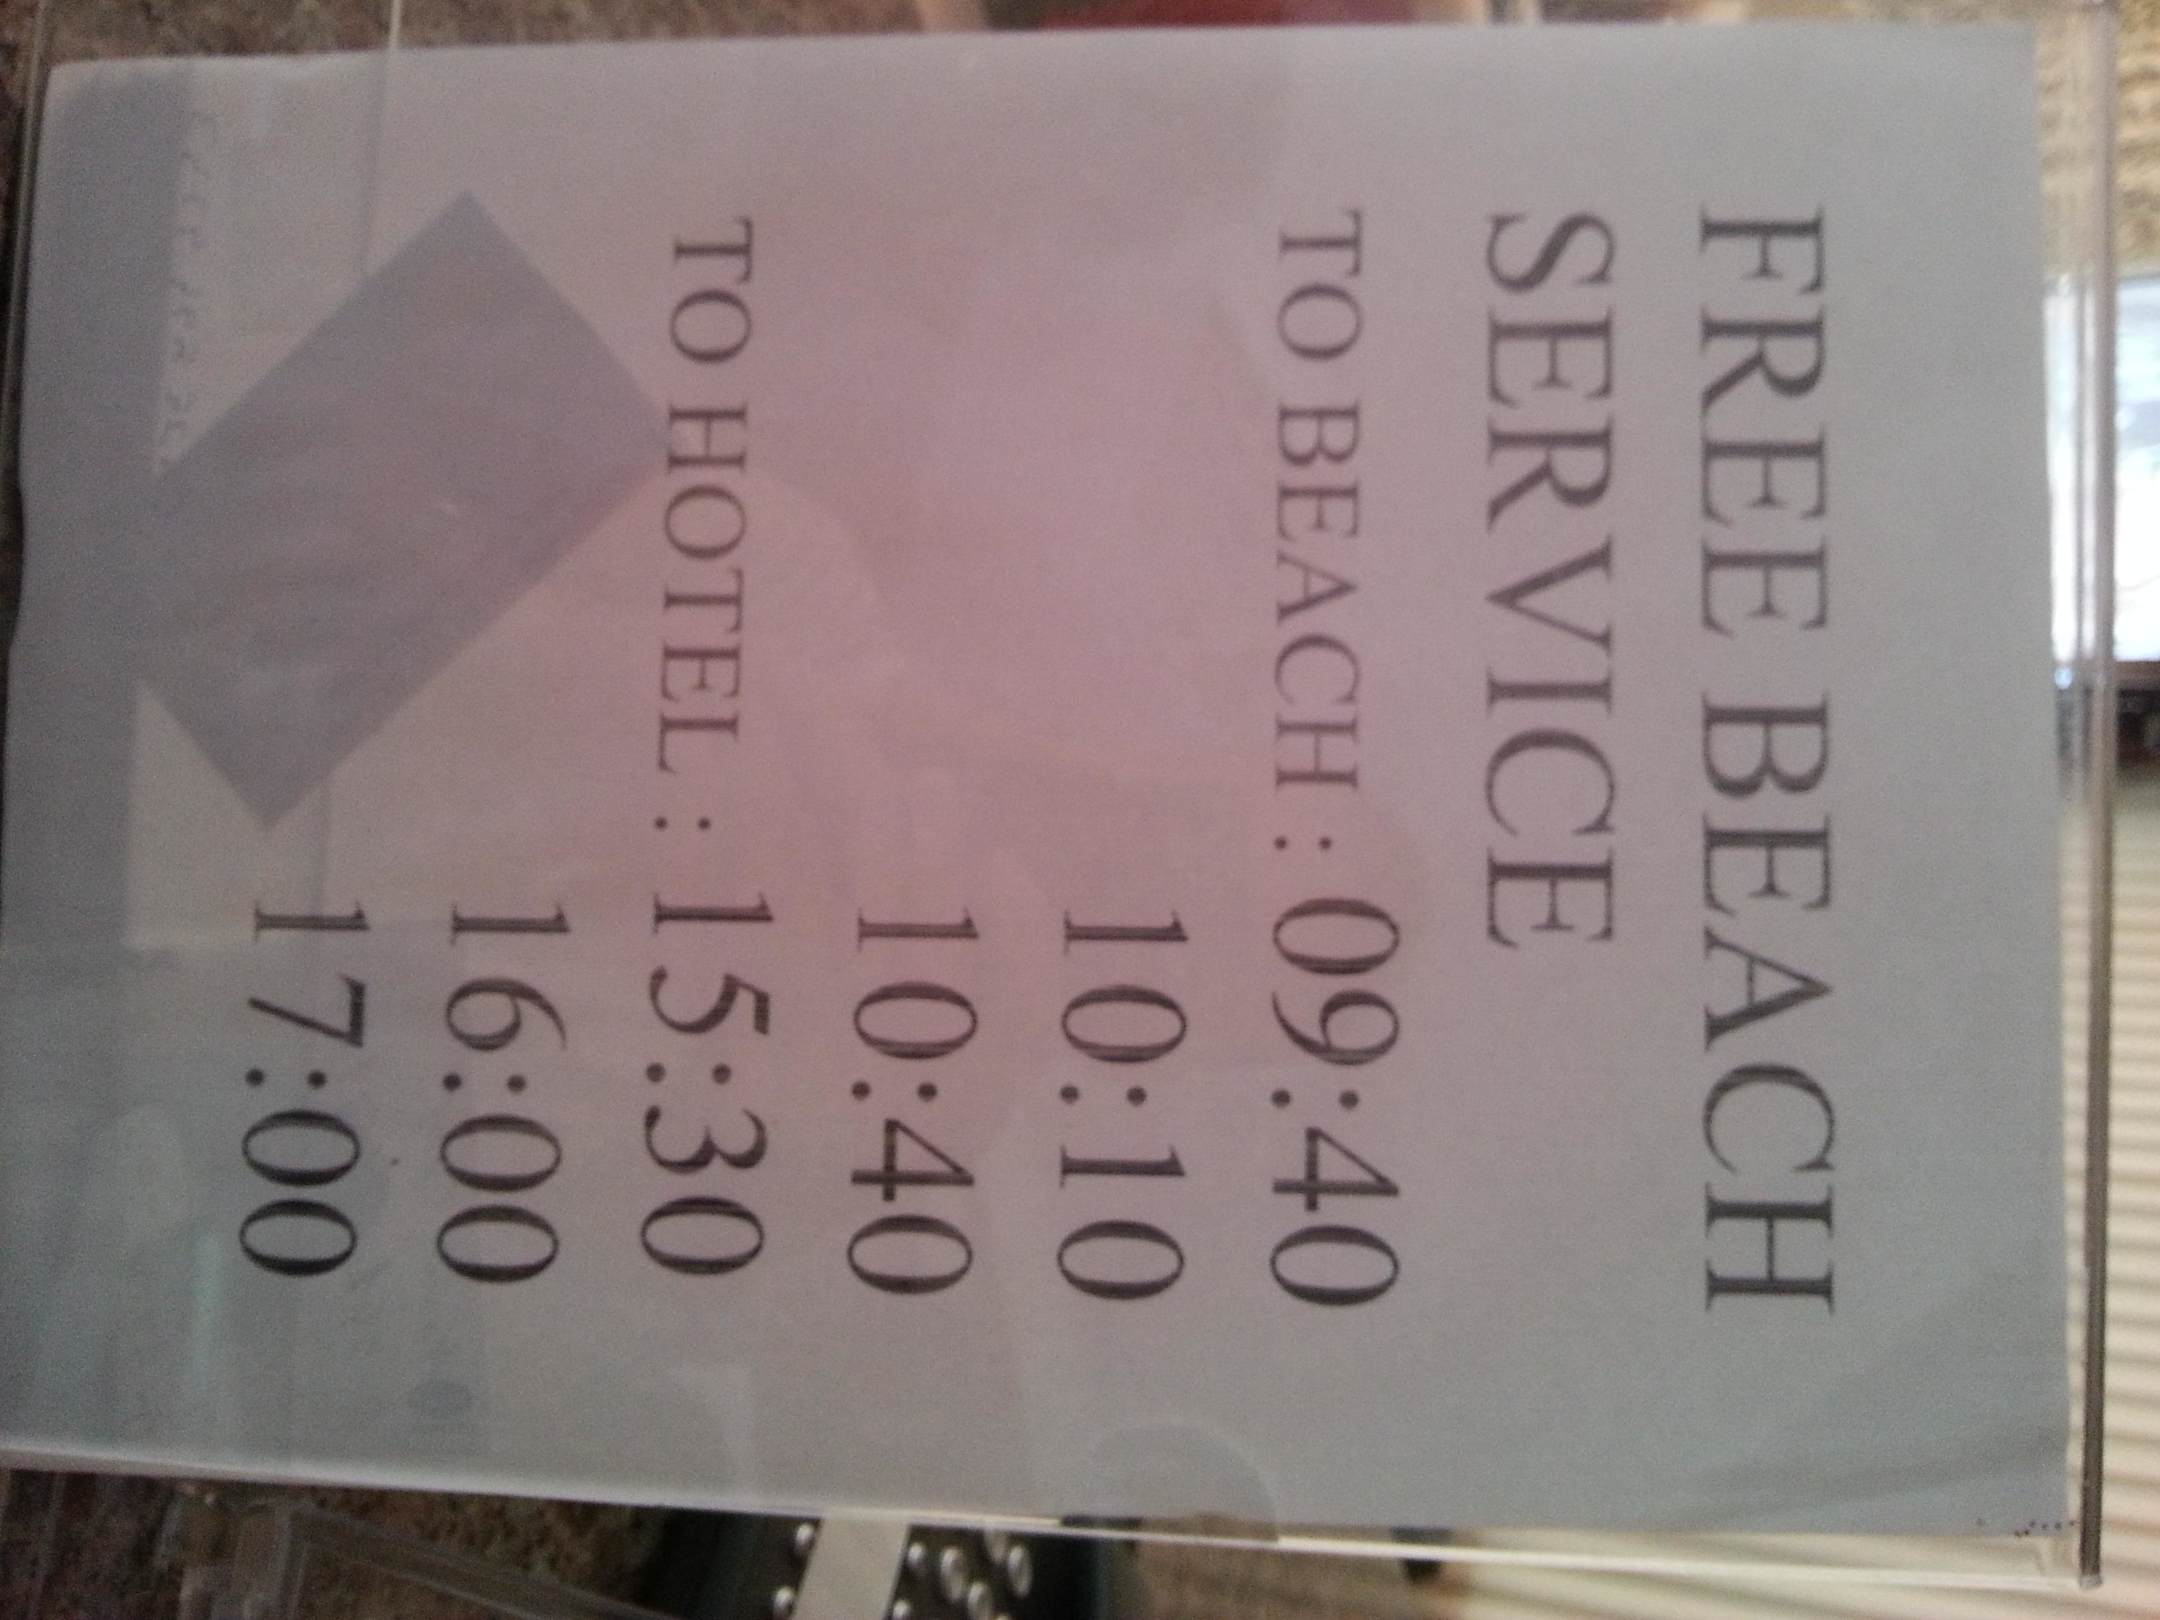 FREE BEACH
SERVICE
TO BEACH : 09:40
10:10
10:40
TO HOTEL : 15:30
16:00
17:00